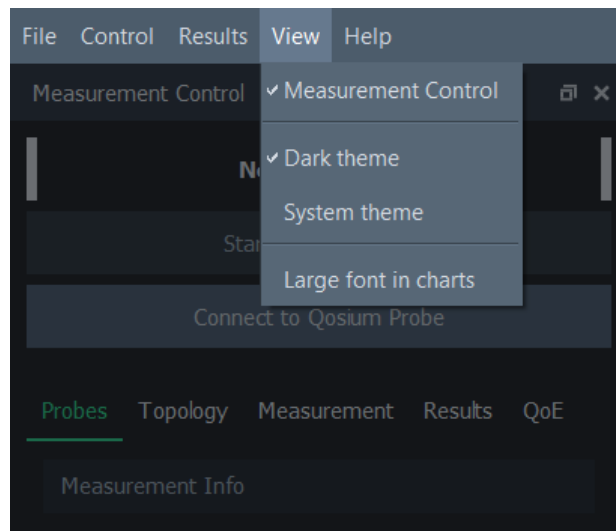 File Control Results View Help
Measurement Control
Measurement Control
Dark theme
System theme
Large font in charts
Connect to Qosium Probe
Probes Topology Measurement Results QoE
Measurement Info